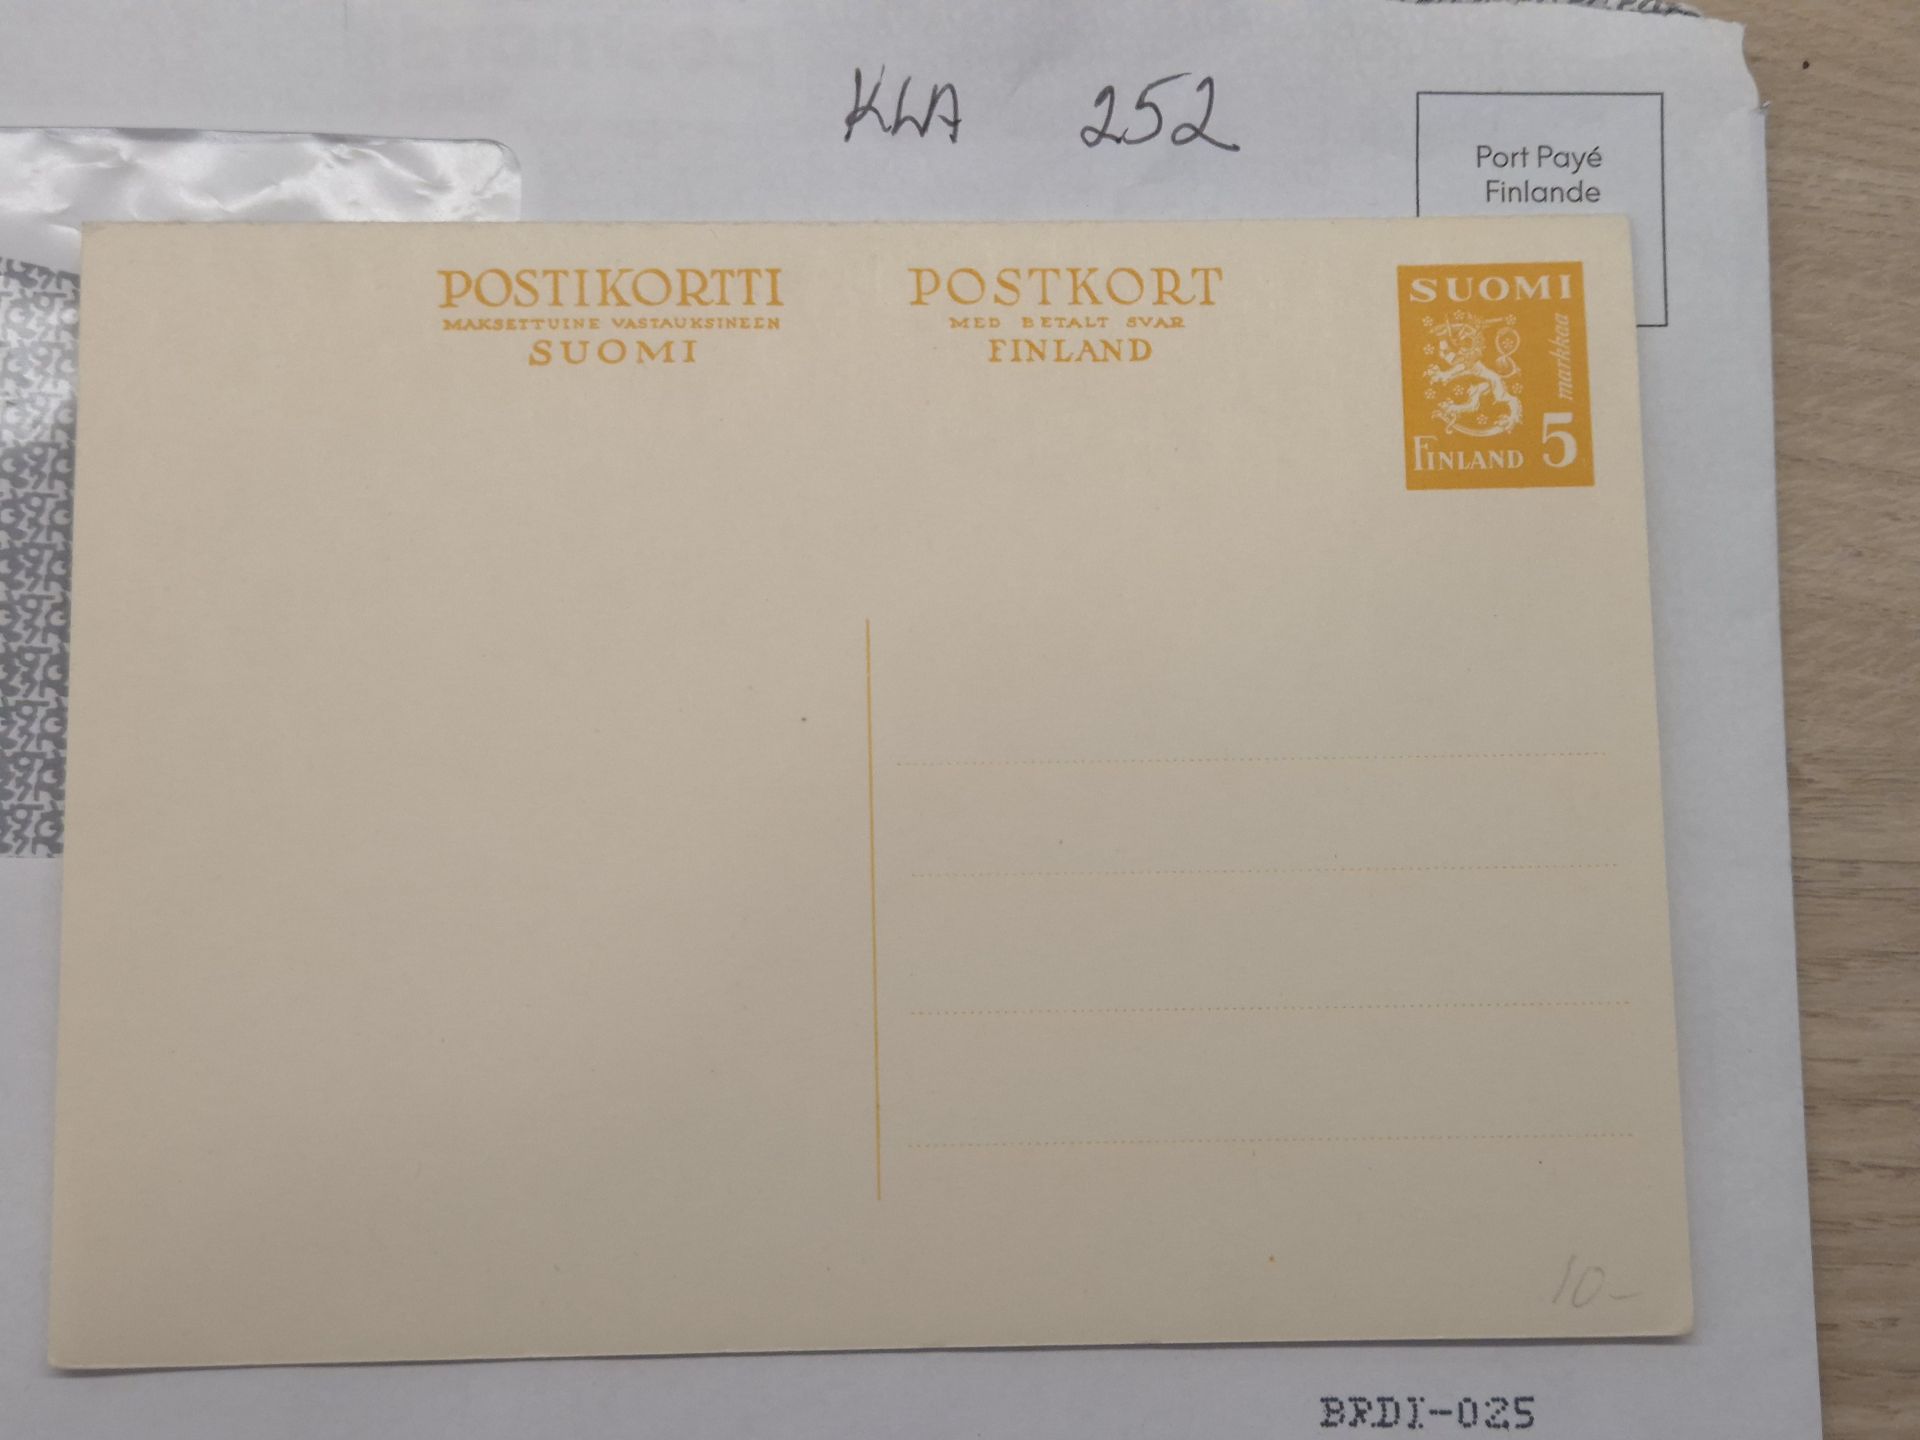 KWA 252
Port Payé
Finlande
POSTIKORTTI
MAKSETTUINE VASTAUKSINEEN
SUOMI
POSTKORT
MED BETALT SVAR
FINLAND
SUOMI
markkaa
FINLAND 5
10-
BRDI-025